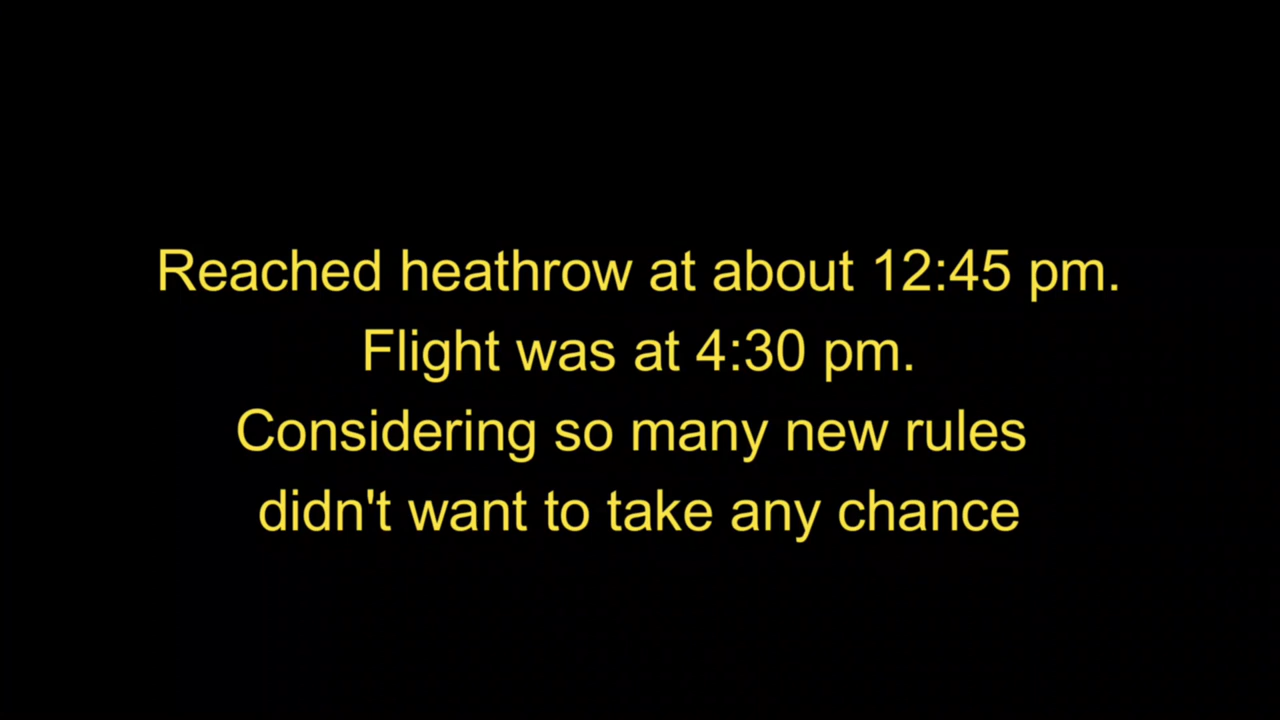 Reached heathrow at about 12:45 pm.
Flight was at 4:30 pm.
Considering so many new rules
didn't want to take any chance